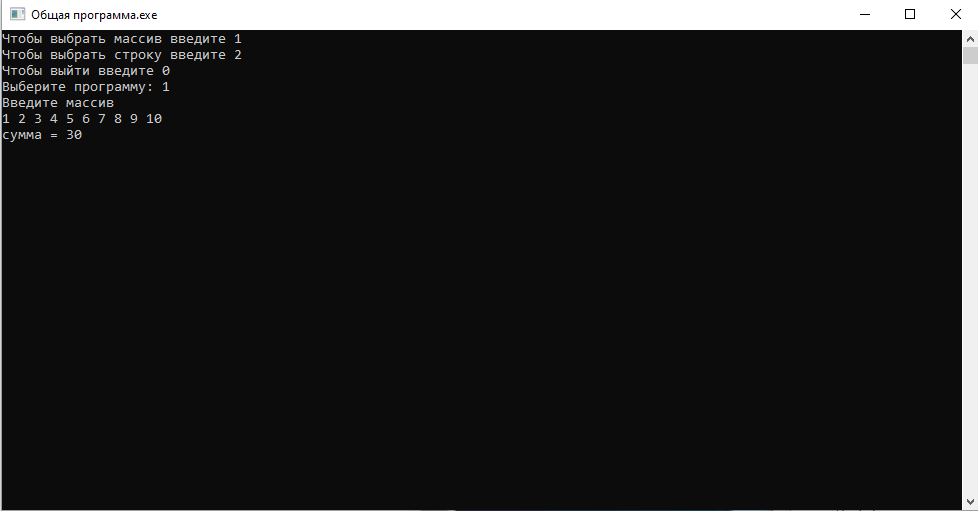 Общая программа.exe
Чтобы выбрать массив введите 1
Чтобы выбрать строку введите 2
Чтобы выйти введите 0
Выберите программу: 1
Введите массив
1 2 3 4 5 6 7 8 9 10
сумма = 30